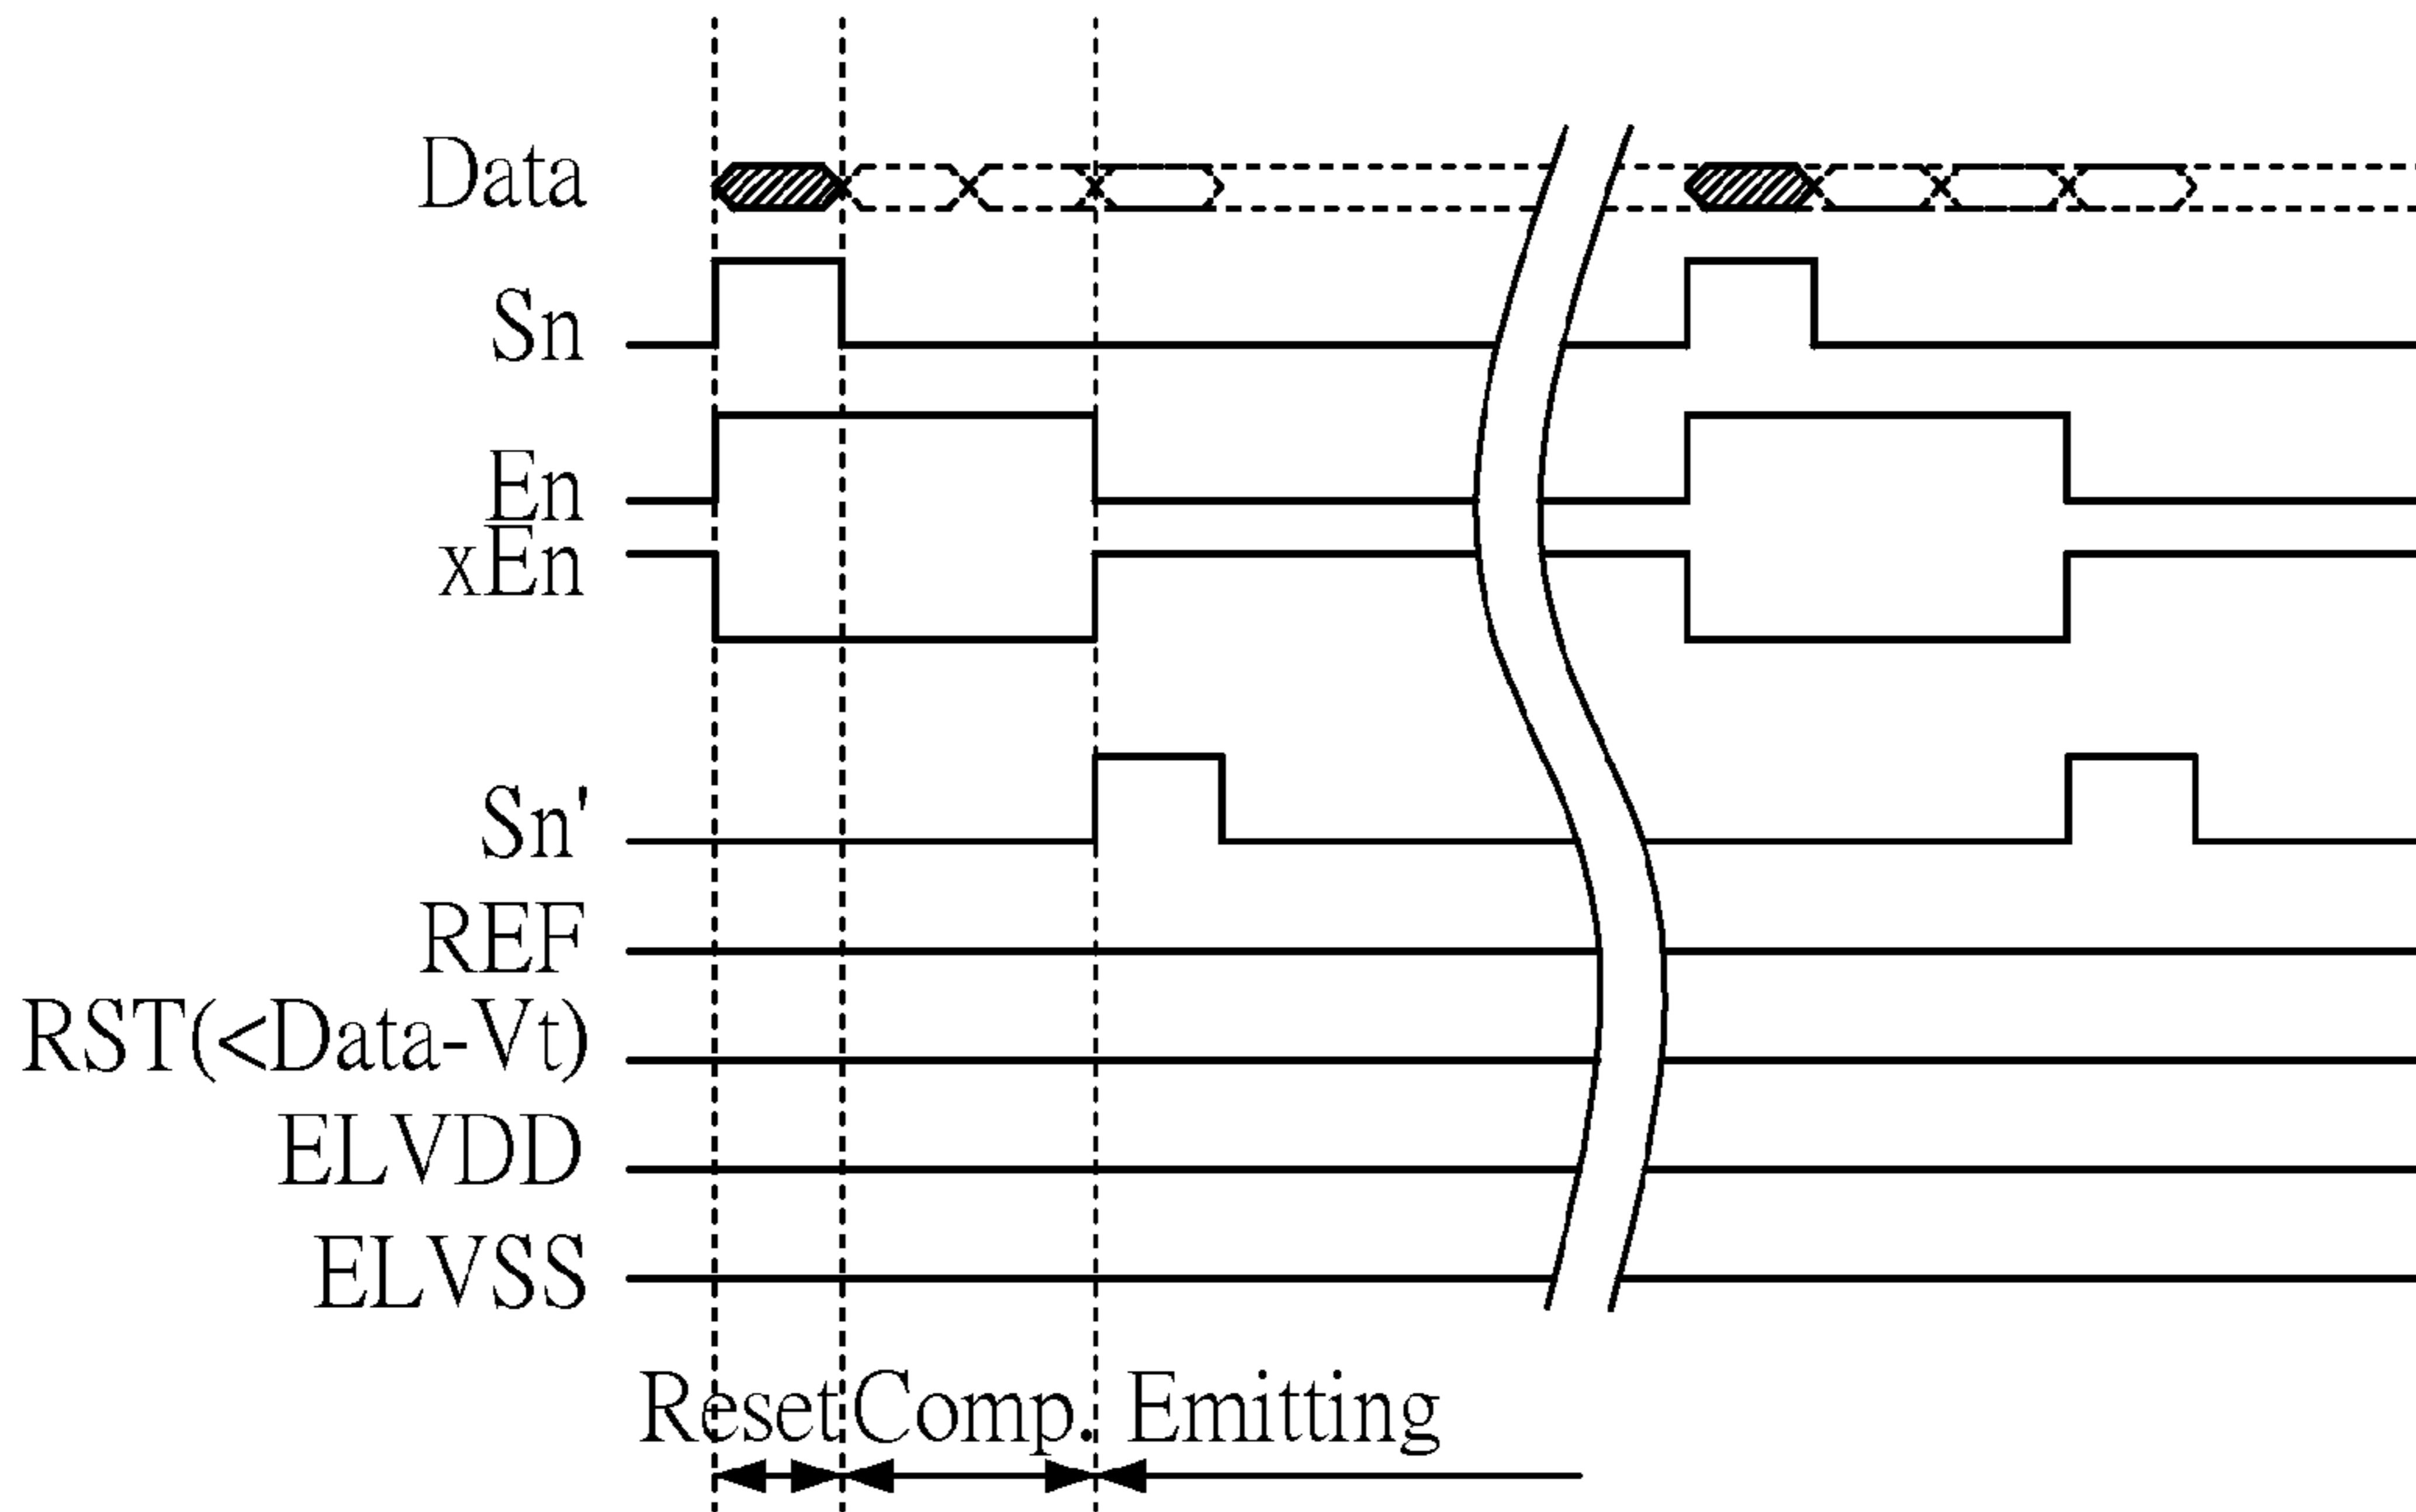 Data
Sn
En
xEn
Sn'
REF
RST(<Data-Vt)
ELVDD
ELVSS
Reset Comp. Emitting